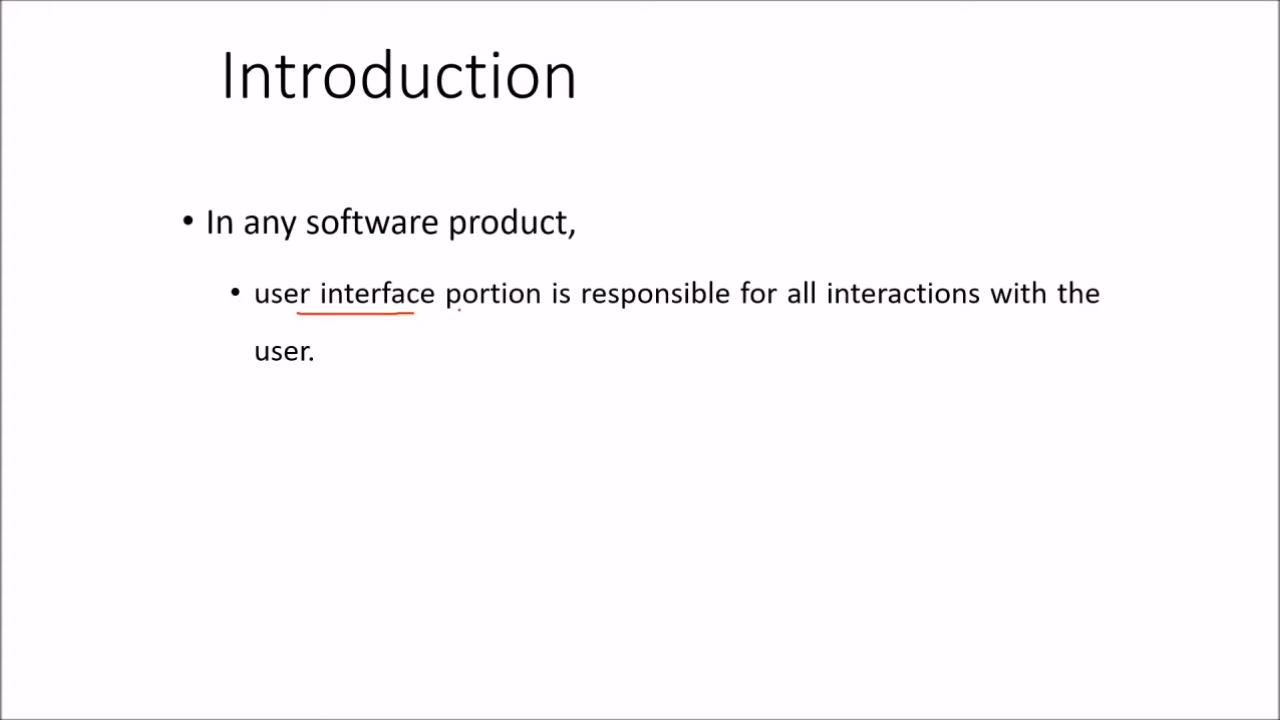 Introduction
• In any software product,
• user interface portion is responsible for all interactions with the
user.